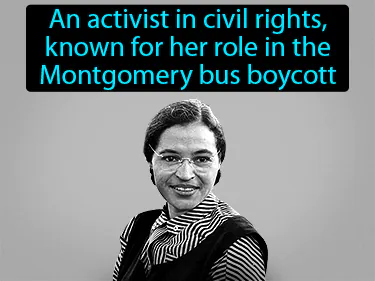 An activist in civil rights,
known for her role in the
Montgomery bus boycott